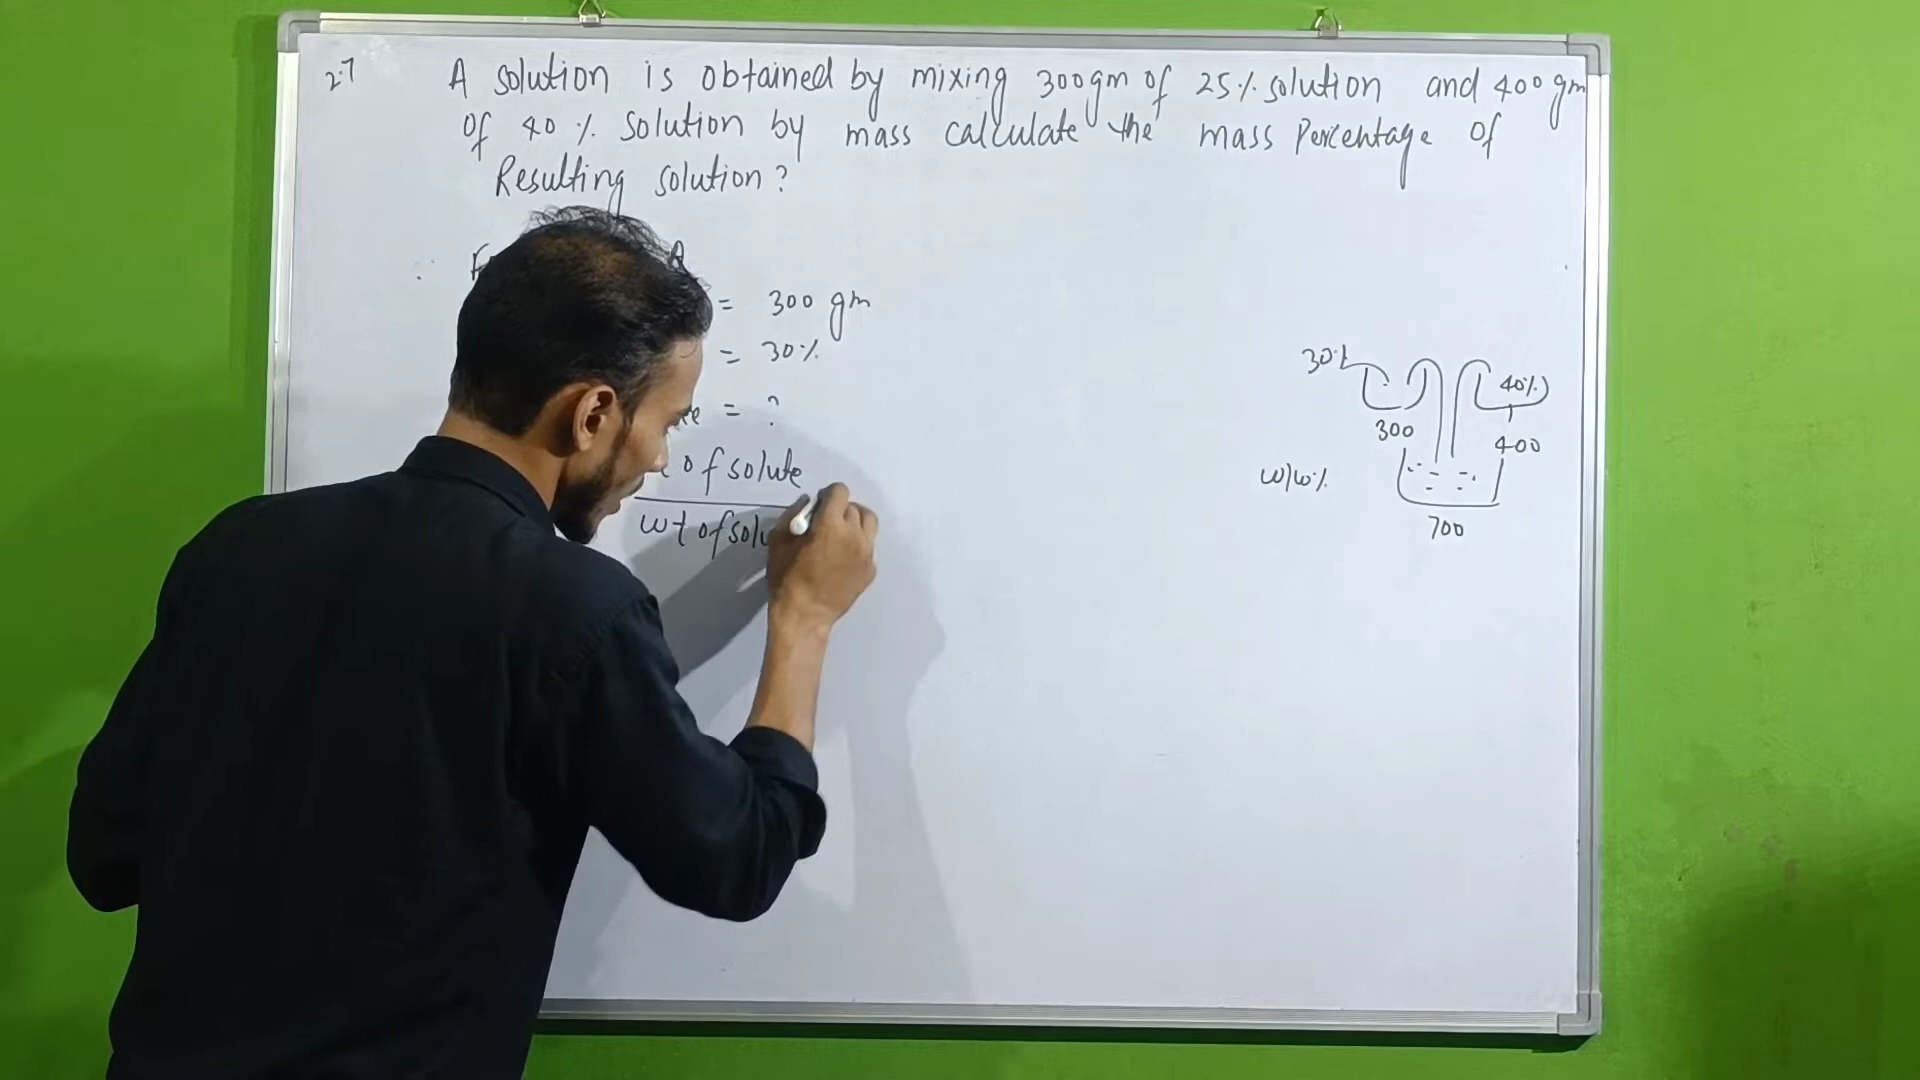 2.7 A solution is obtained by mixing 300gm of 25% solution and 400 gm
of 40 % solution by mass calculate the mass percentage of
Resulting solution?
A
= 300 gm
= 30%
= ?
of solute
wt of
30%
40%
300
400
w/w%
700